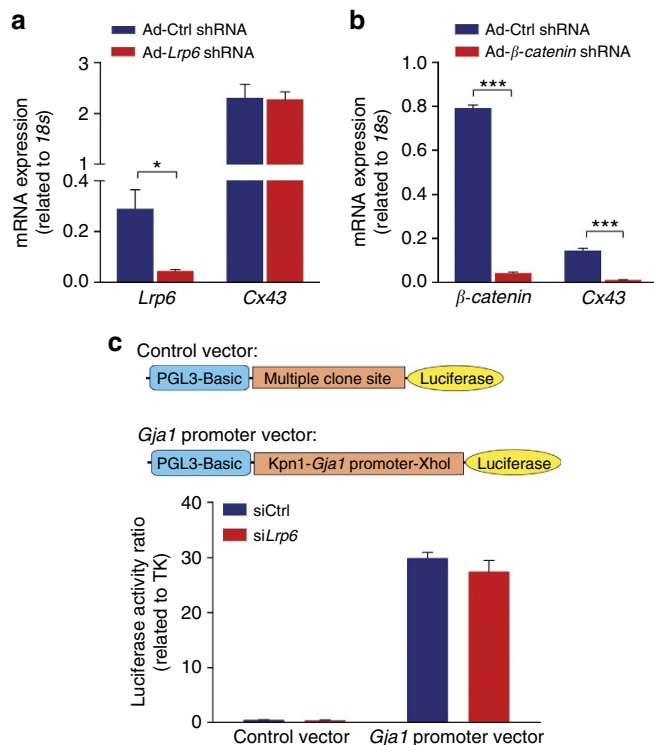 a
Ad-Ctrl shRNA
Ad-Lrp6 shRNA
mRNA expression
(related to 18s)
3
2
1
0.4
0.2
0.0
*
Lrp6
Cx43
b
Ad-Ctrl shRNA
Ad-β-catenin shRNA
mRNA expression
(related to 18s)
1.0
0.8
0.6
0.4
0.2
0.0
***
***
β-catenin
Cx43
c
Control vector:
PGL3-Basic
Multiple clone site
Luciferase
Gja1 promoter vector:
PGL3-Basic
Kpn1-Gja1 promoter-XhoI
Luciferase
siCtrl
siLrp6
Luciferase activity ratio
(related to TK)
40
30
20
10
0
Control vector
Gja1 promoter vector